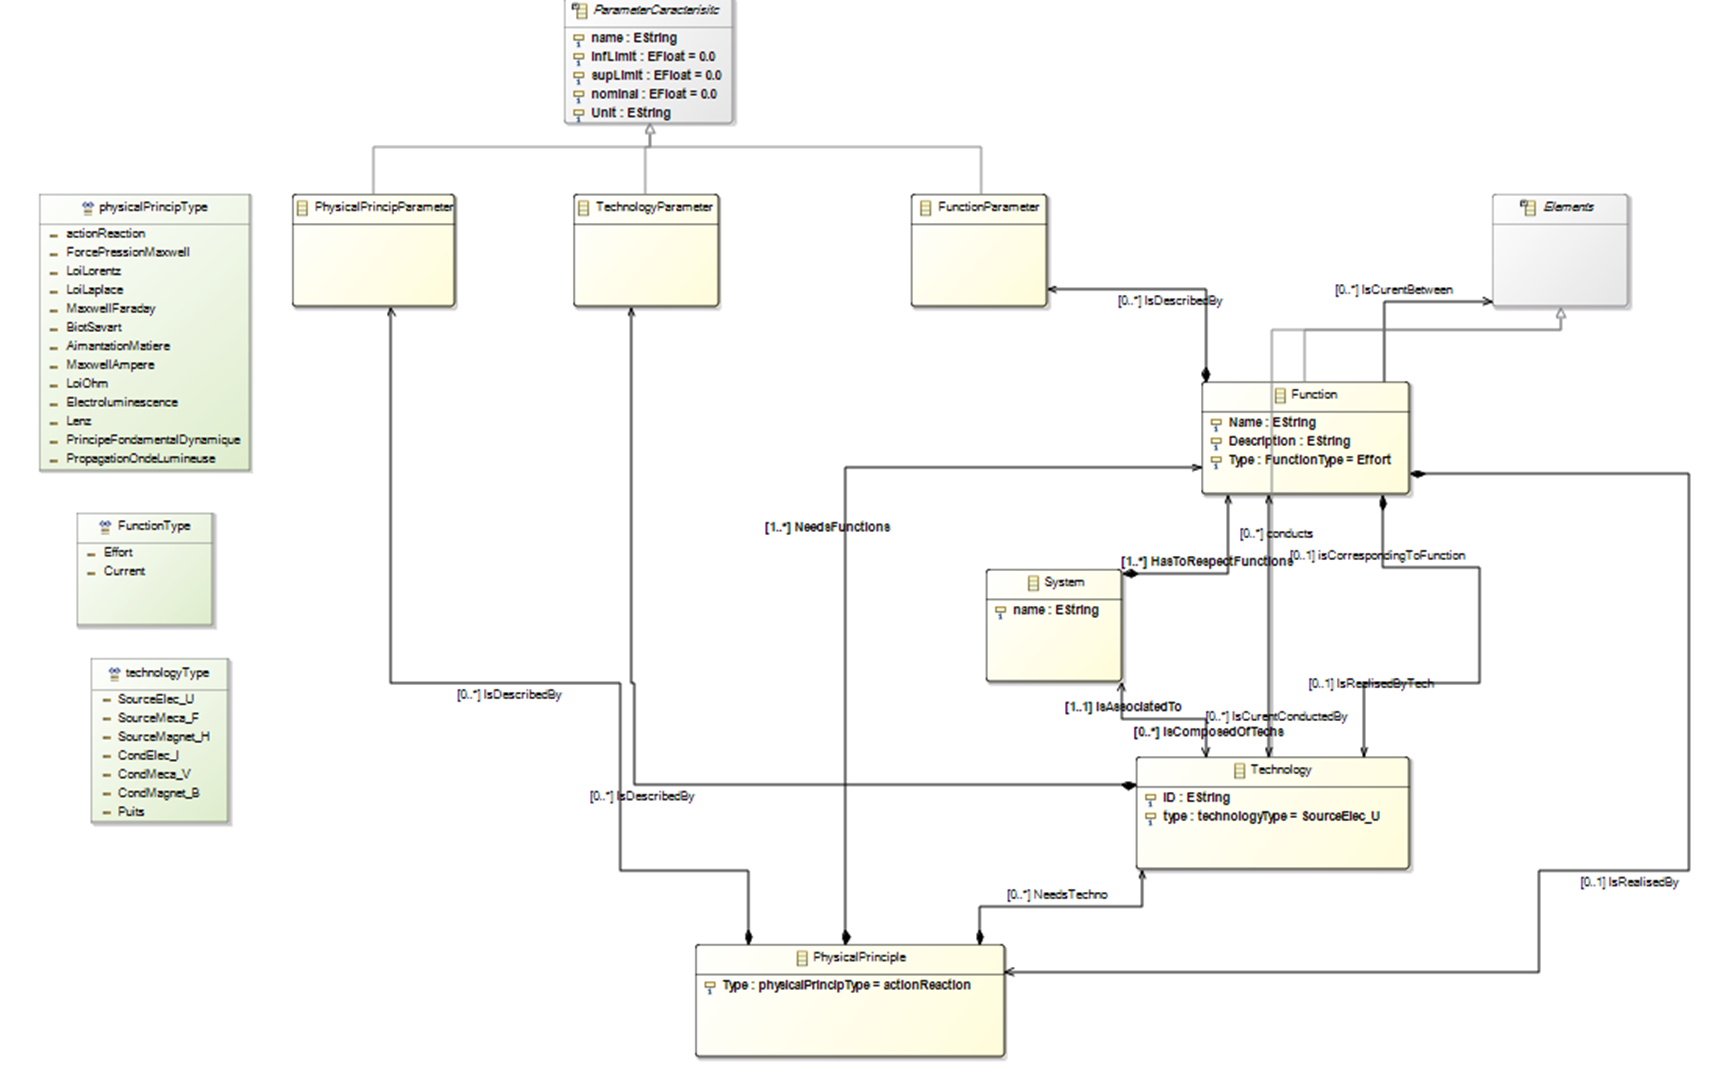 ParameterCaracterisitc
name : EString
infLimit : EFloat = 0.0
supLimit : EFloat = 0.0
nominal : EFloat = 0.0
Unit : EString
physicalPrincipType
actionReaction
ForcePressionMaxwell
LoiLorentz
LoiLaplace
MaxwellFaraday
BiotSavart
AimantationMatiere
MaxwellAmpere
LoiOhm
Electroluminescence
Lenz
PrincipeFondamentalDynamique
PropagationOndeLumineuse
PhysicalPrincipParameter
TechnologyParameter
FunctionParameter
Elements
[0..*] IsDescribedBy
[0..*] IsCurentBetween
Function
Name : EString
Description : EString
Type : FunctionType = Effort
FunctionType
Effort
Current
[1..*] NeedsFunctions
[0..*] conducts
[1..*] HasToRespectFunctions
[0..1] isCorrespondingToFunction
System
name : EString
technologyType
SourceElec_U
SourceMeca_F
SourceMagnet_H
CondElec_I
CondMeca_V
CondMagnet_B
Puits
[0..*] IsDescribedBy
[0..1] IsRealisedByTech
[1..1] IsAssociatedTo
[0..*] IsCurentConductedBy
[0..*] IsComposedOfTechs
Technology
ID : EString
type : technologyType = SourceElec_U
[0..*] IsDescribedBy
[0..*] NeedsTechno
[0..1] IsRealisedBy
PhysicalPrinciple
Type : physicalPrincipType = actionReaction